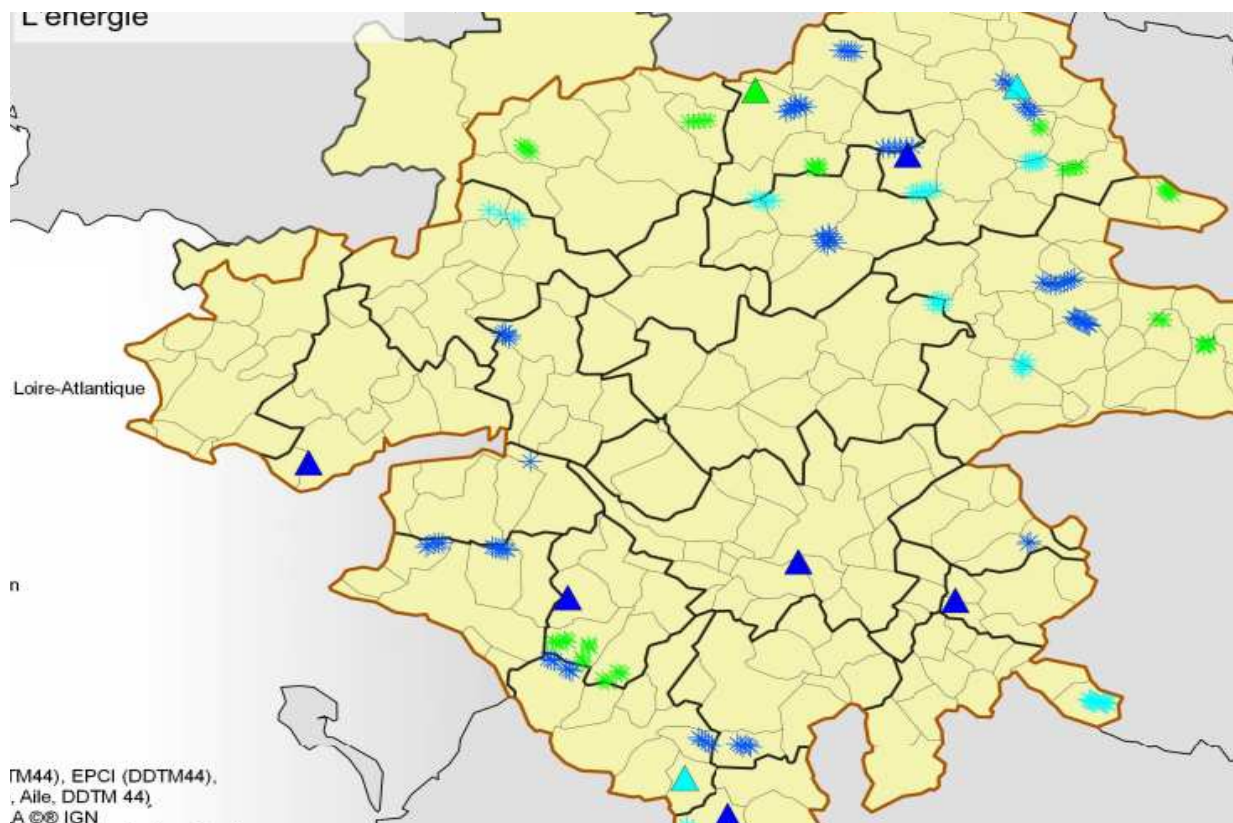 L'énergie
Loire-Atlantique
n
TM44), EPCI (DDTM44),
, Aile, DDTM 44)
A ©® IGN